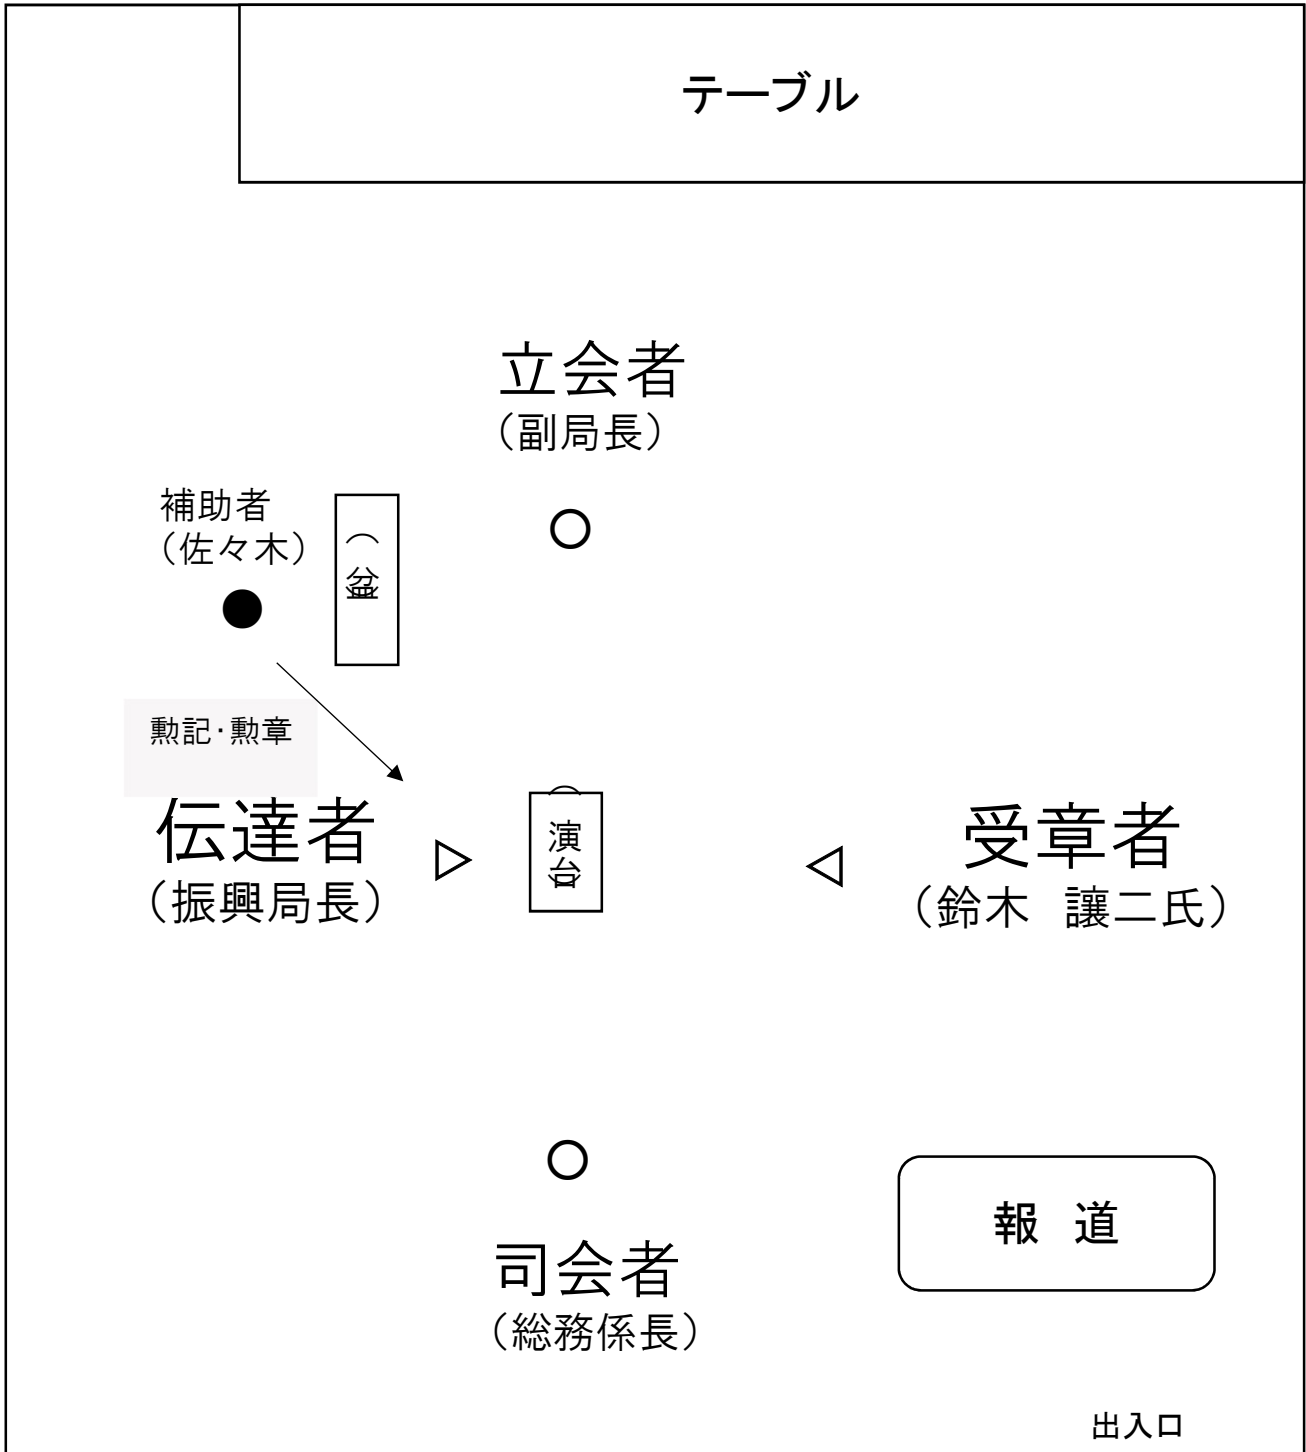 テーブル
立会者
（副局長）
補助者
（佐々木）
（盆）
勲記・勲章
伝達者
（振興局長）
（演台）
受章者
（鈴木　讓二氏）
報　道
司会者
（総務係長）
出入口